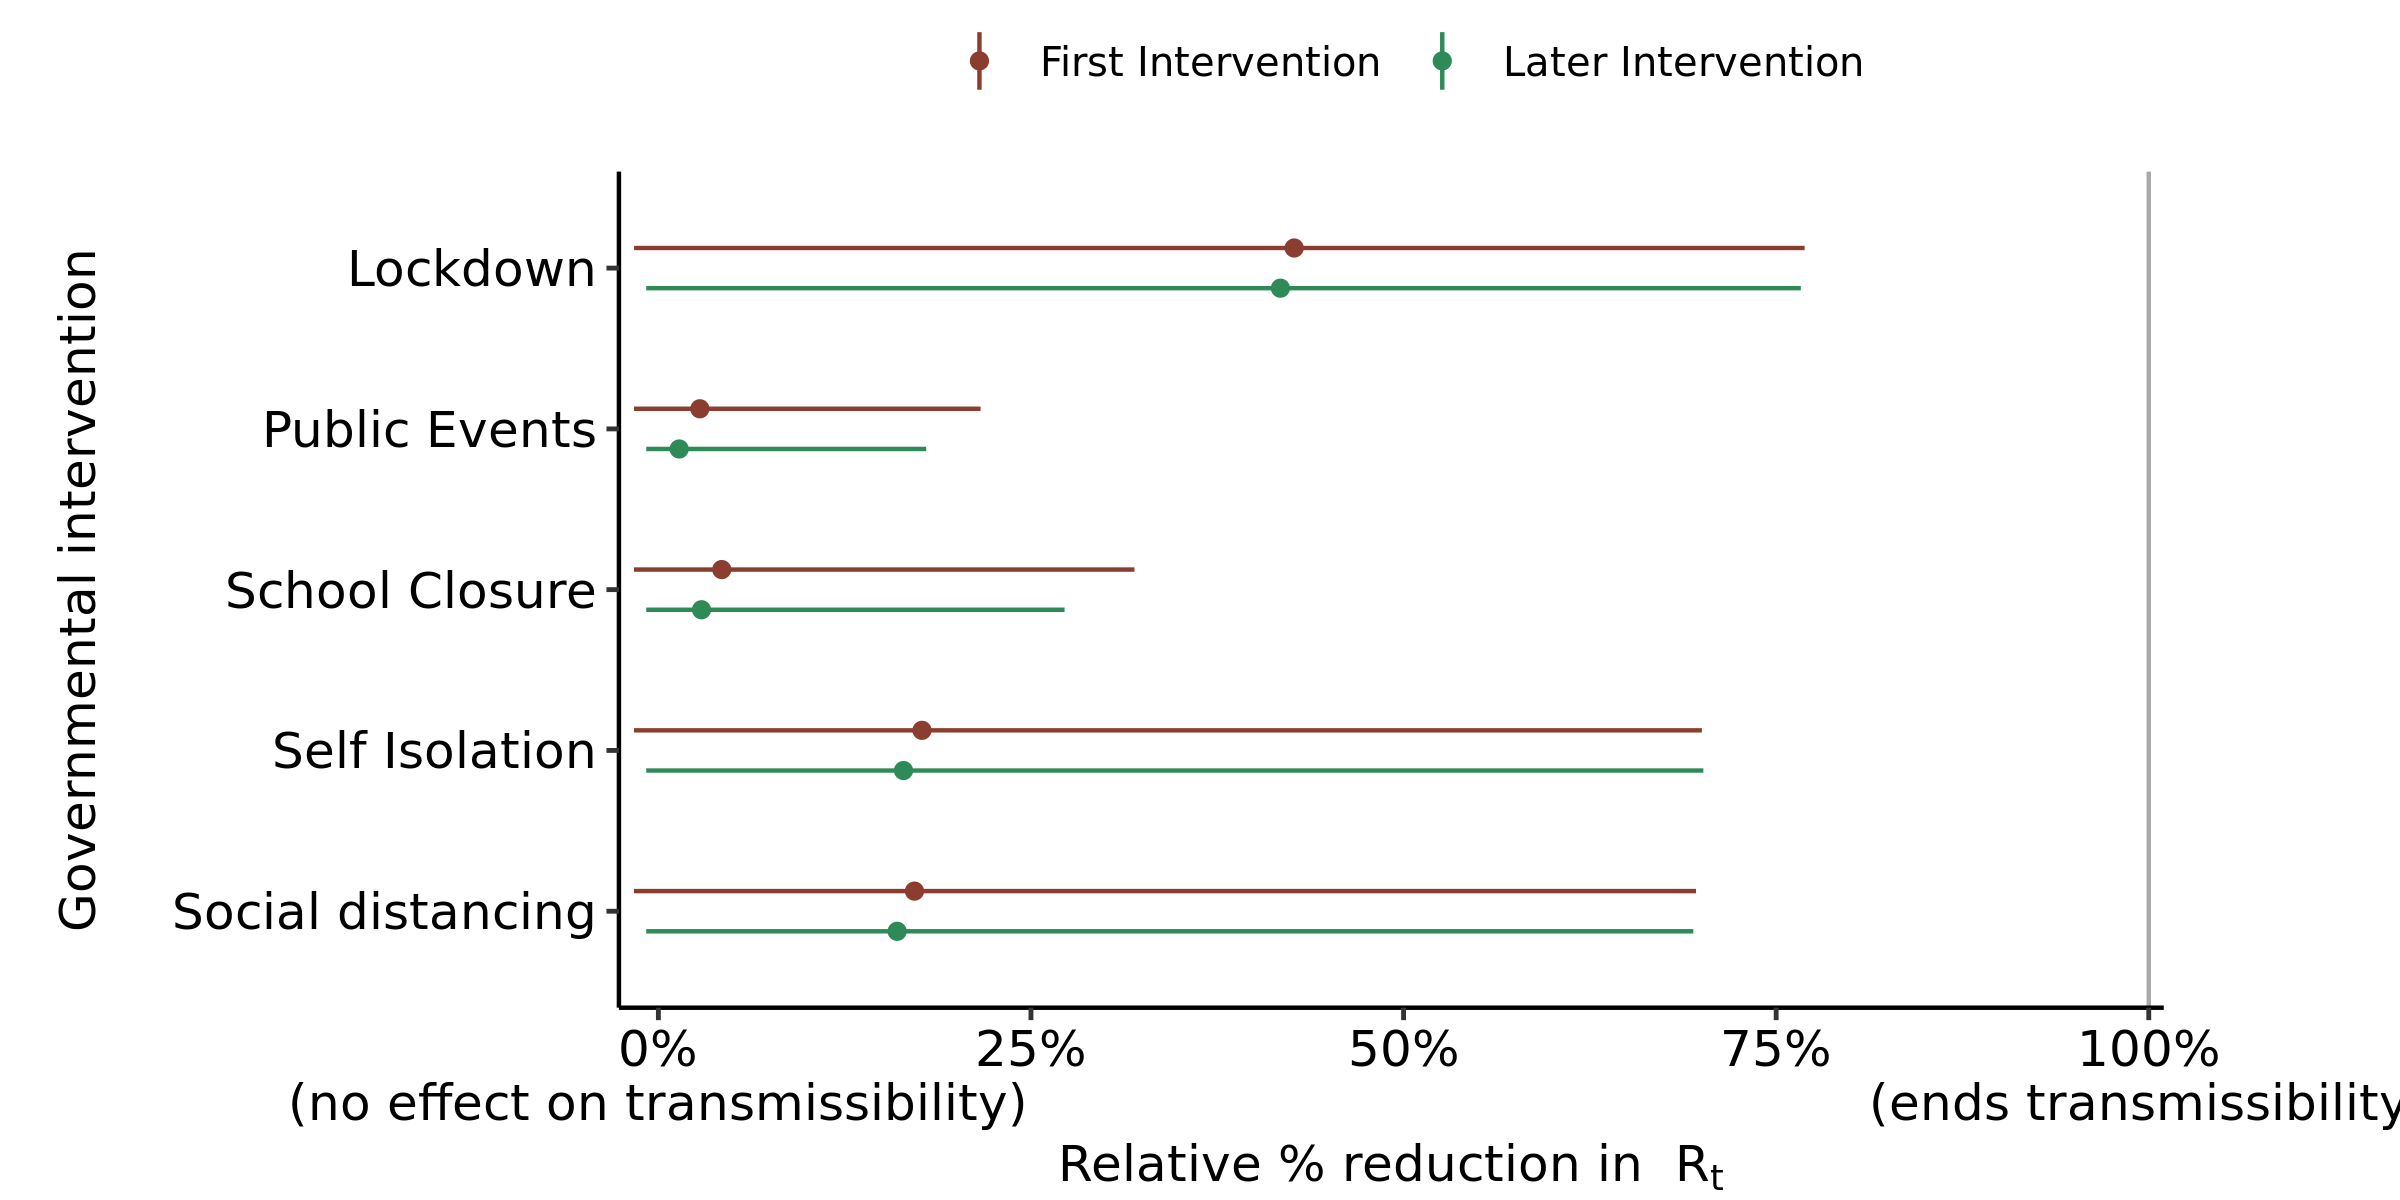 First Intervention
Later Intervention
Governmental intervention
Lockdown
Public Events
School Closure
Self Isolation
Social distancing
0%
(no effect on transmissibility)
25%
50%
75%
100%
(ends transmissibility
Relative % reduction in Rt